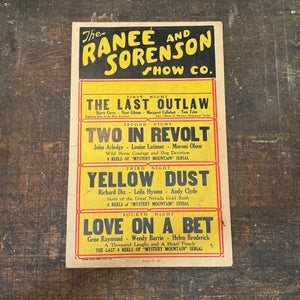 The
RANEE AND
SORENSON
SHOW CO.
FIRST NIGHT
THE LAST OUTLAW
Harry Carey - Hoot Gibson - Margaret Callahan - Tom Tyler
SECOND NIGHT
TWO IN REVOLT
John Arledge - Louise Latimer - Moroni Olsen
Wild Horse Courage and Dog Devotion
8 REELS OF "MYSTERY MOUNTAIN" SERIAL
THIRD NIGHT
YELLOW DUST
Richard Dix - Leila Hyams - Andy Clyde
Story of the Great Nevada Gold Rush
8 REELS OF "MYSTERY MOUNTAIN" SERIAL
FOURTH NIGHT
LOVE ON A BET
Gene Raymond - Wendy Barrie - Helen Broderick
A Thousand Laughs and A Heart Punch
THE LAST 4 REELS OF "MYSTERY MOUNTAIN" SERIAL